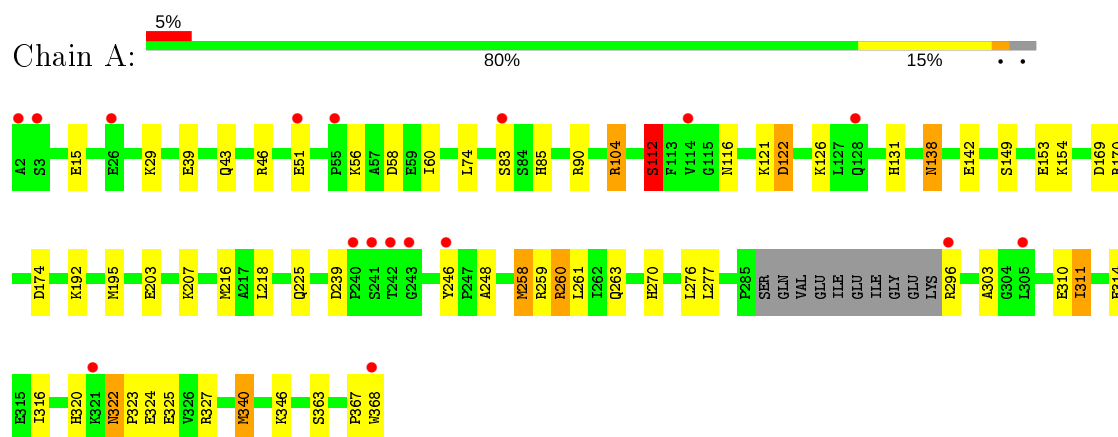 5%
Chain A:
80% 15% • •
A2 S3 E15 E26 K29 E39 Q43 R46 E51 P55 K56 A57 D58 E59 I60 L74 S83 S84 H85 R90 R104 S112 F113 V114 G115 N116 K121 D122 K126 L127 Q128 H131 N138 E142 S149 E153 K154 D169
D174 K192 M195 E203 K207 M216 A217 L218 Q225 D239 P240 S241 T242 G243 Y246 P247 A248 M258 R259 R260 L261 I262 Q263 H270 L276 L277 P285 SER GLN VAL GLU ILE GLU ILE GLY GLU LYS R296 A303 G304 L305 E310 I311
E315 I316 H320 K321 N322 P323 E324 E325 V326 R327 M340 K346 S363 P367 W368